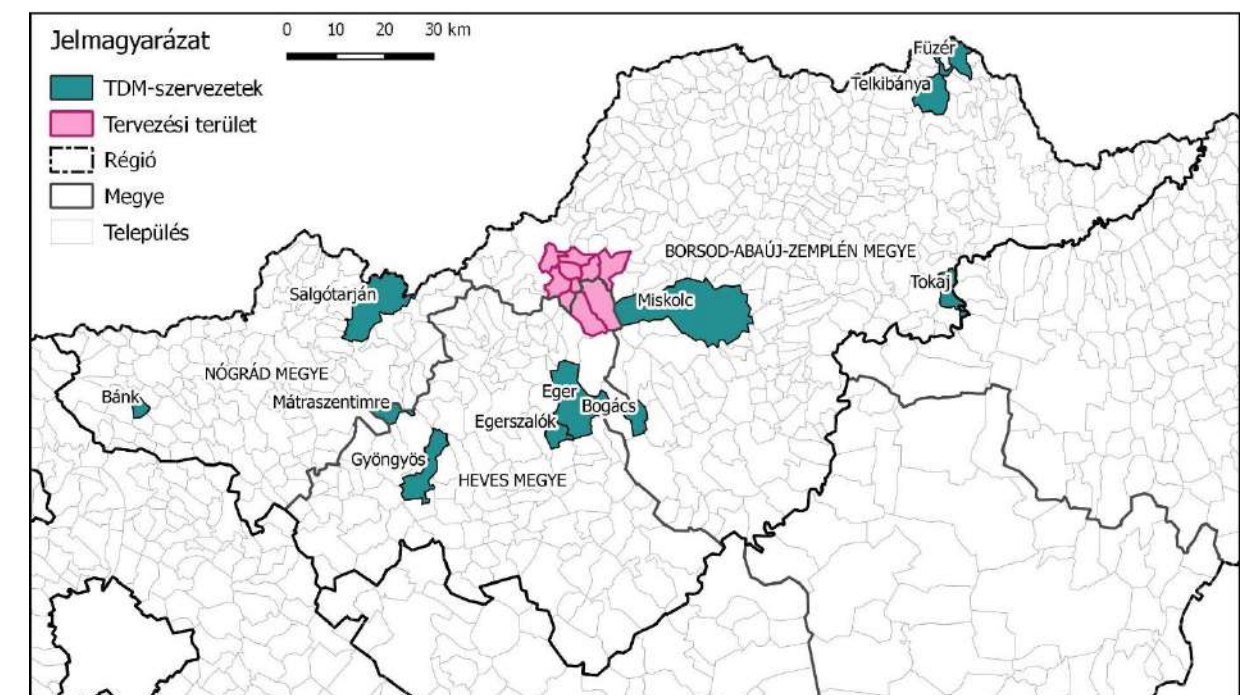 Jelmagyarázat
0 10 20 30 km
TDM-szervezetek
Tervezési terület
Régió
Megye
Település
Füzér
Telkibánya
BORSOD-ABAÚJ-ZEMPLÉN MEGYE
Tokaj
Salgótarján
Miskolc
NÓGRÁD MEGYE
Bánk
Mátraszentimre
Eger
Bogács
Egerszalók
Gyöngyös
HEVES MEGYE